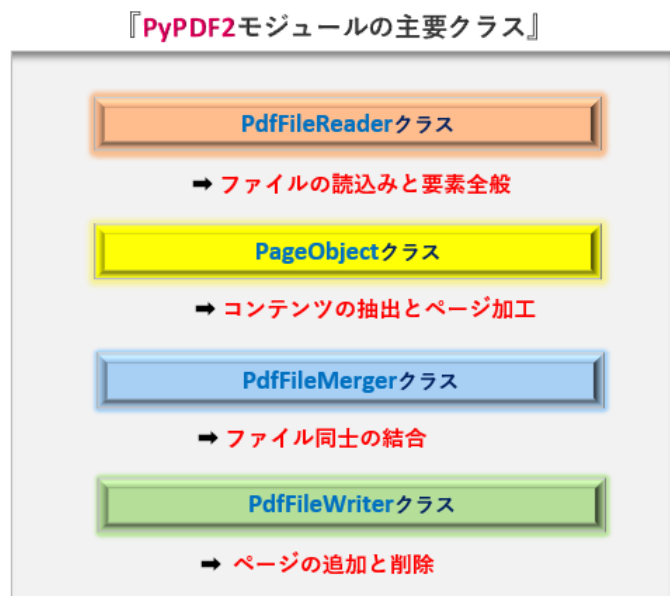 『PyPDF2モジュールの主要クラス』
PdfFileReaderクラス
➡ ファイルの読込みと要素全般
PageObjectクラス
➡ コンテンツの抽出とページ加工
PdfFileMergerクラス
➡ ファイル同士の結合
PdfFileWriterクラス
➡ ページの追加と削除